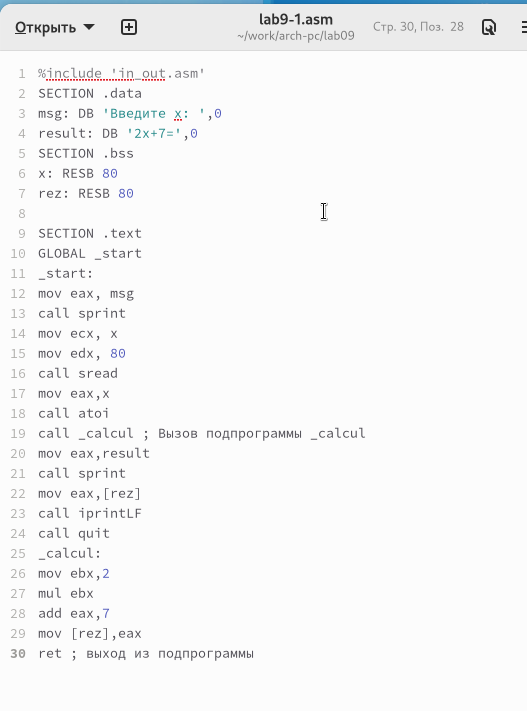 Открыть
lab9-1.asm
~/work/arch-pc/lab09
Стр. 30, Поз. 28
1 %include 'in_out.asm'
2 SECTION .data
3 msg: DB 'Введите x: ',0
4 result: DB '2x+7=',0
5 SECTION .bss
6 x: RESB 80
7 rez: RESB 80
8
9 SECTION .text
10 GLOBAL _start
11 _start:
12 mov eax, msg
13 call sprint
14 mov ecx, x
15 mov edx, 80
16 call sread
17 mov eax,x
18 call atoi
19 call _calcul ; Вызов подпрограммы _calcul
20 mov eax,result
21 call sprint
22 mov eax,[rez]
23 call iprintLF
24 call quit
25 _calcul:
26 mov ebx,2
27 mul ebx
28 add eax,7
29 mov [rez],eax
30 ret ; выход из подпрограммы